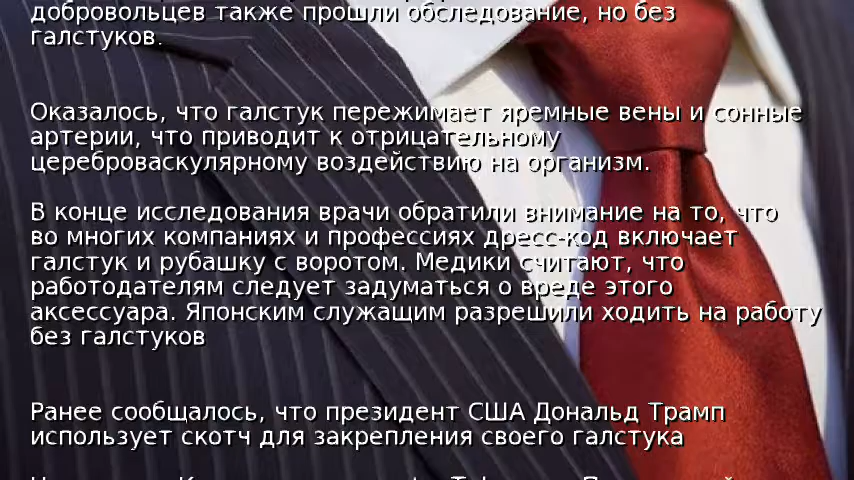 добровольцев также прошли обследование, но без
галстуков.
Оказалось, что галстук пережимает яремные вены и сонные
артерии, что приводит к отрицательному
цереброваскулярному воздействию на организм.
В конце исследования врачи обратили внимание на то, что
во многих компаниях и профессиях дресс-код включает
галстук и рубашку с воротом. Медики считают, что
работодателям следует задуматься о вреде этого
аксессуара. Японским служащим разрешили ходить на работу
без галстуков
Ранее сообщалось, что президент США Дональд Трамп
использует скотч для закрепления своего галстука